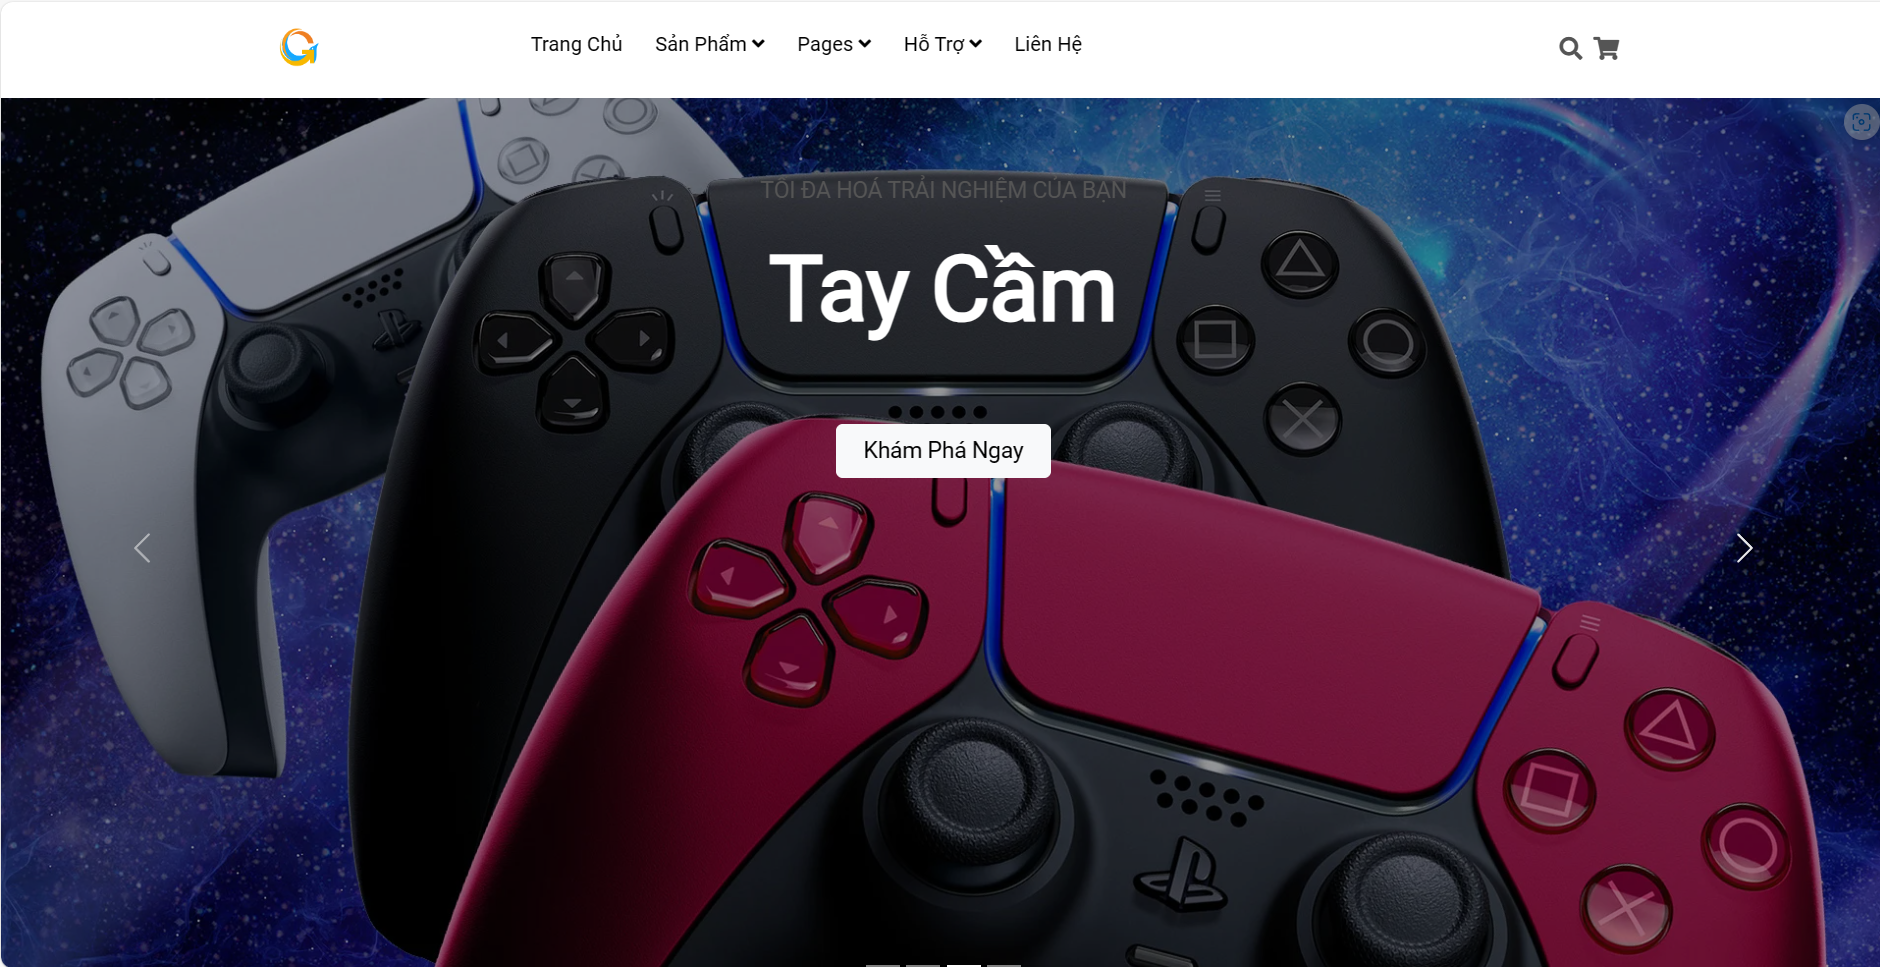 Trang Chủ
Sản Phẩm
Pages
Hỗ Trợ
Liên Hệ
TỐI ĐA HOÁ TRẢI NGHIỆM CỦA BẠN
Tay Cầm
Khám Phá Ngay